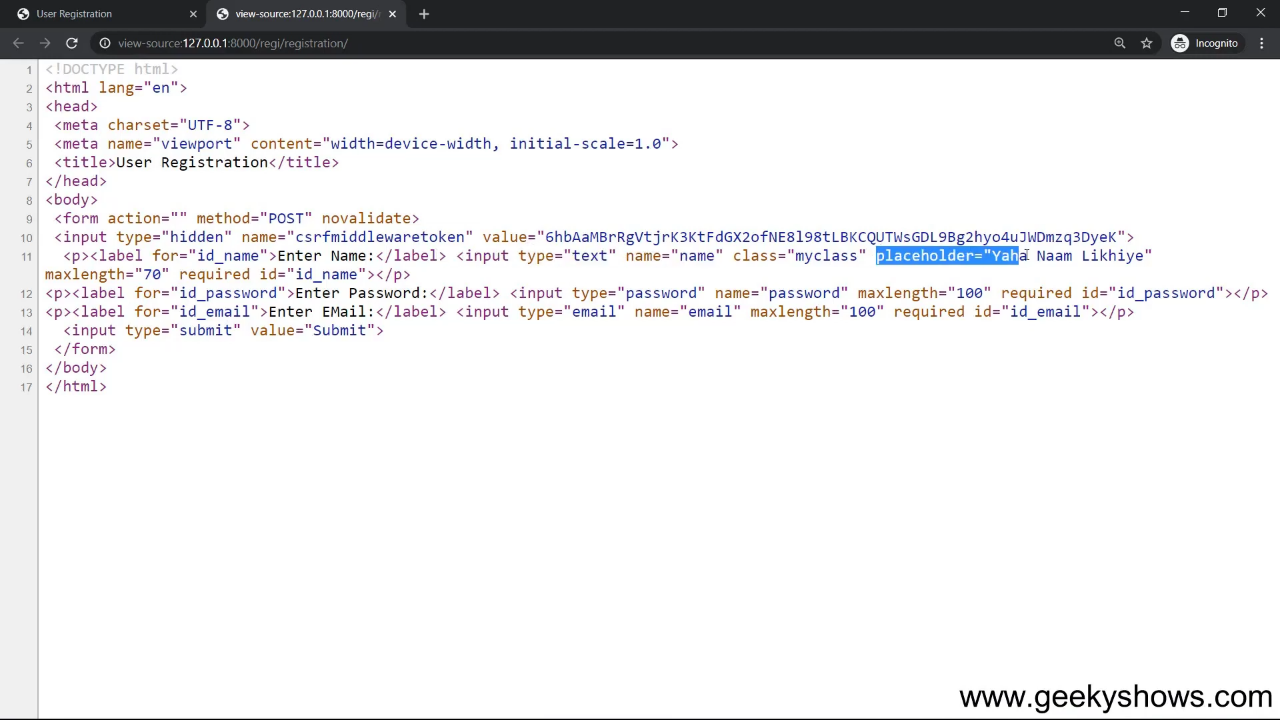 User Registration
view-source:127.0.0.1:8000/regi/
view-source:127.0.0.1:8000/regi/registration/
Incognito
1 <!DOCTYPE html>
2 <html lang="en">
3 <head>
4 <meta charset="UTF-8">
5 <meta name="viewport" content="width=device-width, initial-scale=1.0">
6 <title>User Registration</title>
7 </head>
8 <body>
9 <form action="" method="POST" novalidate>
10 <input type="hidden" name="csrfmiddlewaretoken" value="6hbAaMBrRgVtjrK3KtFdGX2ofNE8l98tLBKCQUTWsGDL9Bg2hyo4uJWDmzq3DyeK">
11 <p><label for="id_name">Enter Name:</label> <input type="text" name="name" class="myclass" placeholder="Yaha Naam Likhiye"
maxlength="70" required id="id_name"></p>
12 <p><label for="id_password">Enter Password:</label> <input type="password" name="password" maxlength="100" required id="id_password"></p>
13 <p><label for="id_email">Enter EMail:</label> <input type="email" name="email" maxlength="100" required id="id_email"></p>
14 <input type="submit" value="Submit">
15 </form>
16 </body>
17 </html>
www.geekyshows.com